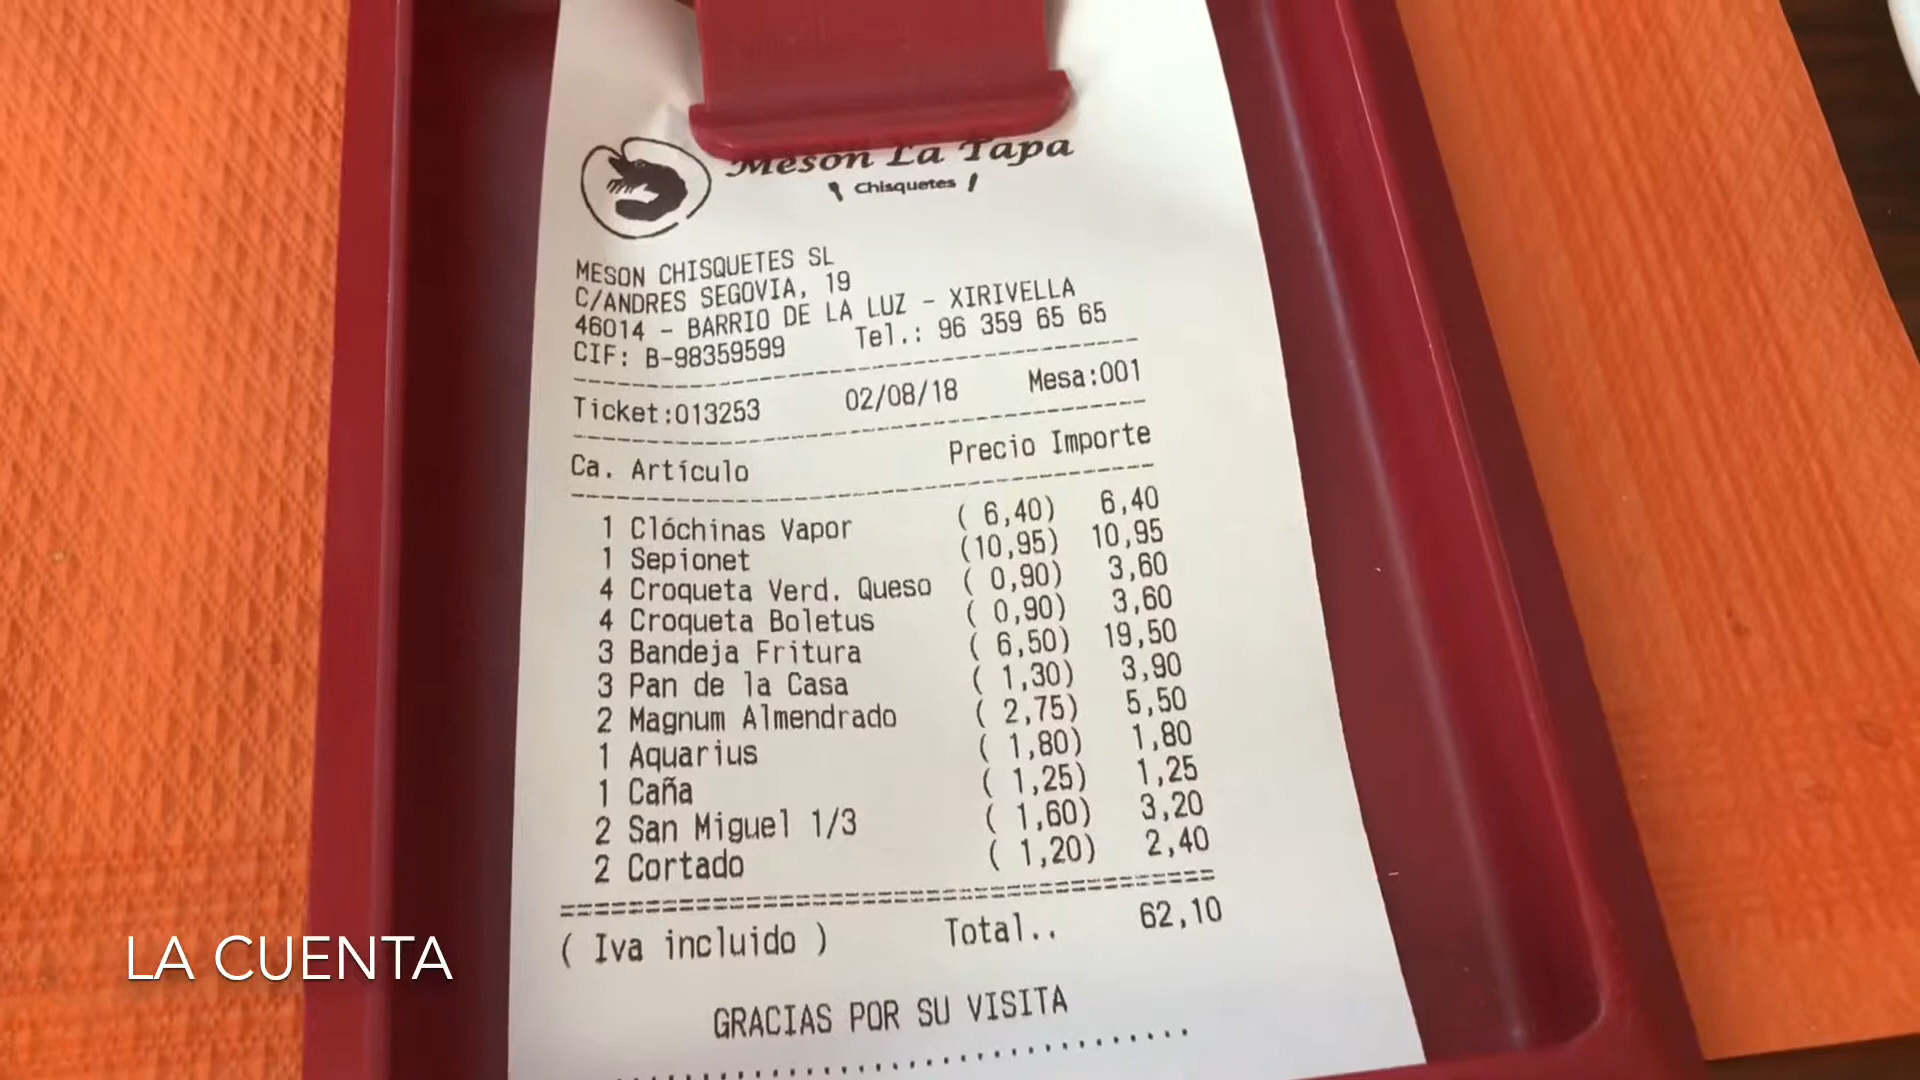 Meson La Tapa
Chisquetes
MESON CHISQUETES SL
C/ANDRES SEGOVIA, 19
46014 - BARRIO DE LA LUZ - XIRIVELLA
CIF: B-98359599 Tel.: 96 359 65 65
Ticket:013253 02/08/18 Mesa:001
Ca. Artículo Precio Importe
1 Clóchinas Vapor ( 6,40) 6,40
1 Sepionet (10,95) 10,95
4 Croqueta Verd. Queso ( 0,90) 3,60
4 Croqueta Boletus ( 0,90) 3,60
3 Bandeja Fritura ( 6,50) 19,50
3 Pan de la Casa ( 1,30) 3,90
2 Magnum Almendrado ( 2,75) 5,50
1 Aquarius ( 1,80) 1,80
1 Caña ( 1,25) 1,25
2 San Miguel 1/3 ( 1,60) 3,20
2 Cortado ( 1,20) 2,40
( Iva incluido ) Total.. 62,10
GRACIAS POR SU VISITA
LA CUENTA